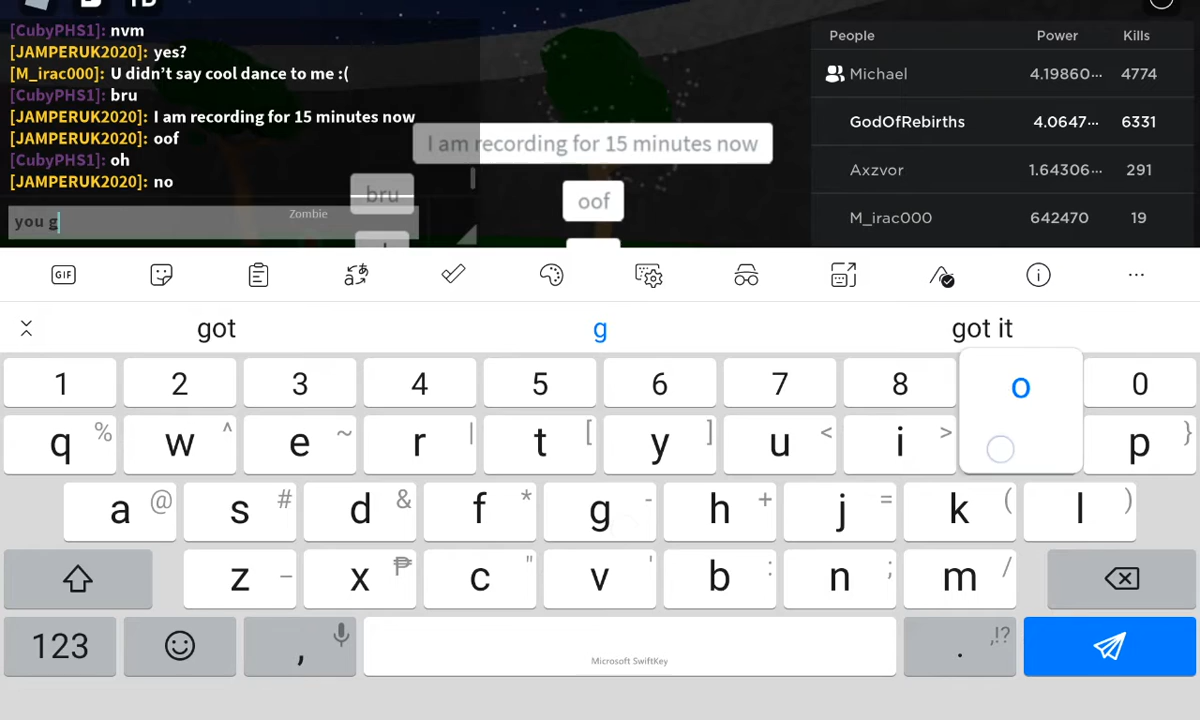 [CubyPHS1]: nvm
[JAMPERUK2020]: yes?
[M_irac000]: U didn't say cool dance to me :(
[CubyPHS1]: bru
[JAMPERUK2020]: I am recording for 15 minutes now
[JAMPERUK2020]: oof
[CubyPHS1]: oh
[JAMPERUK2020]: no
you g
Zombie
bru
I am recording for 15 minutes now
oof
People Power Kills
Michael 4.19860... 4774
GodOfRebirths 4.0647... 6331
Axzvor 1.64306... 291
M_irac000 642470 19
GIF
got g got it
1 2 3 4 5 6 7 8 o 0
q % w ^ e ~ r | t [ y ] u < i > p }
a @ s # d & f * g - h + j = k ( l )
z – x ₱ c " v ' b : n ; m /
123 , Microsoft SwiftKey . ,!?